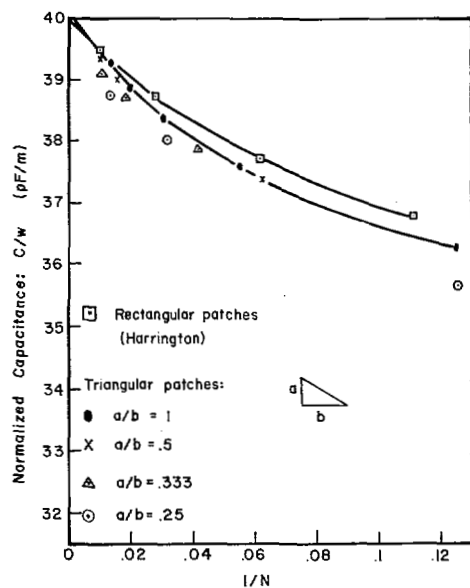 40
39
38
37
36
35
34
33
32
Normalized Capacitance: C/w (pF/m)
Rectangular patches
(Harrington)
Triangular patches:
a/b = 1
a/b = .5
a/b = .333
a/b = .25
a
b
0 .02 .04 .06 .08 .10 .12
1/N